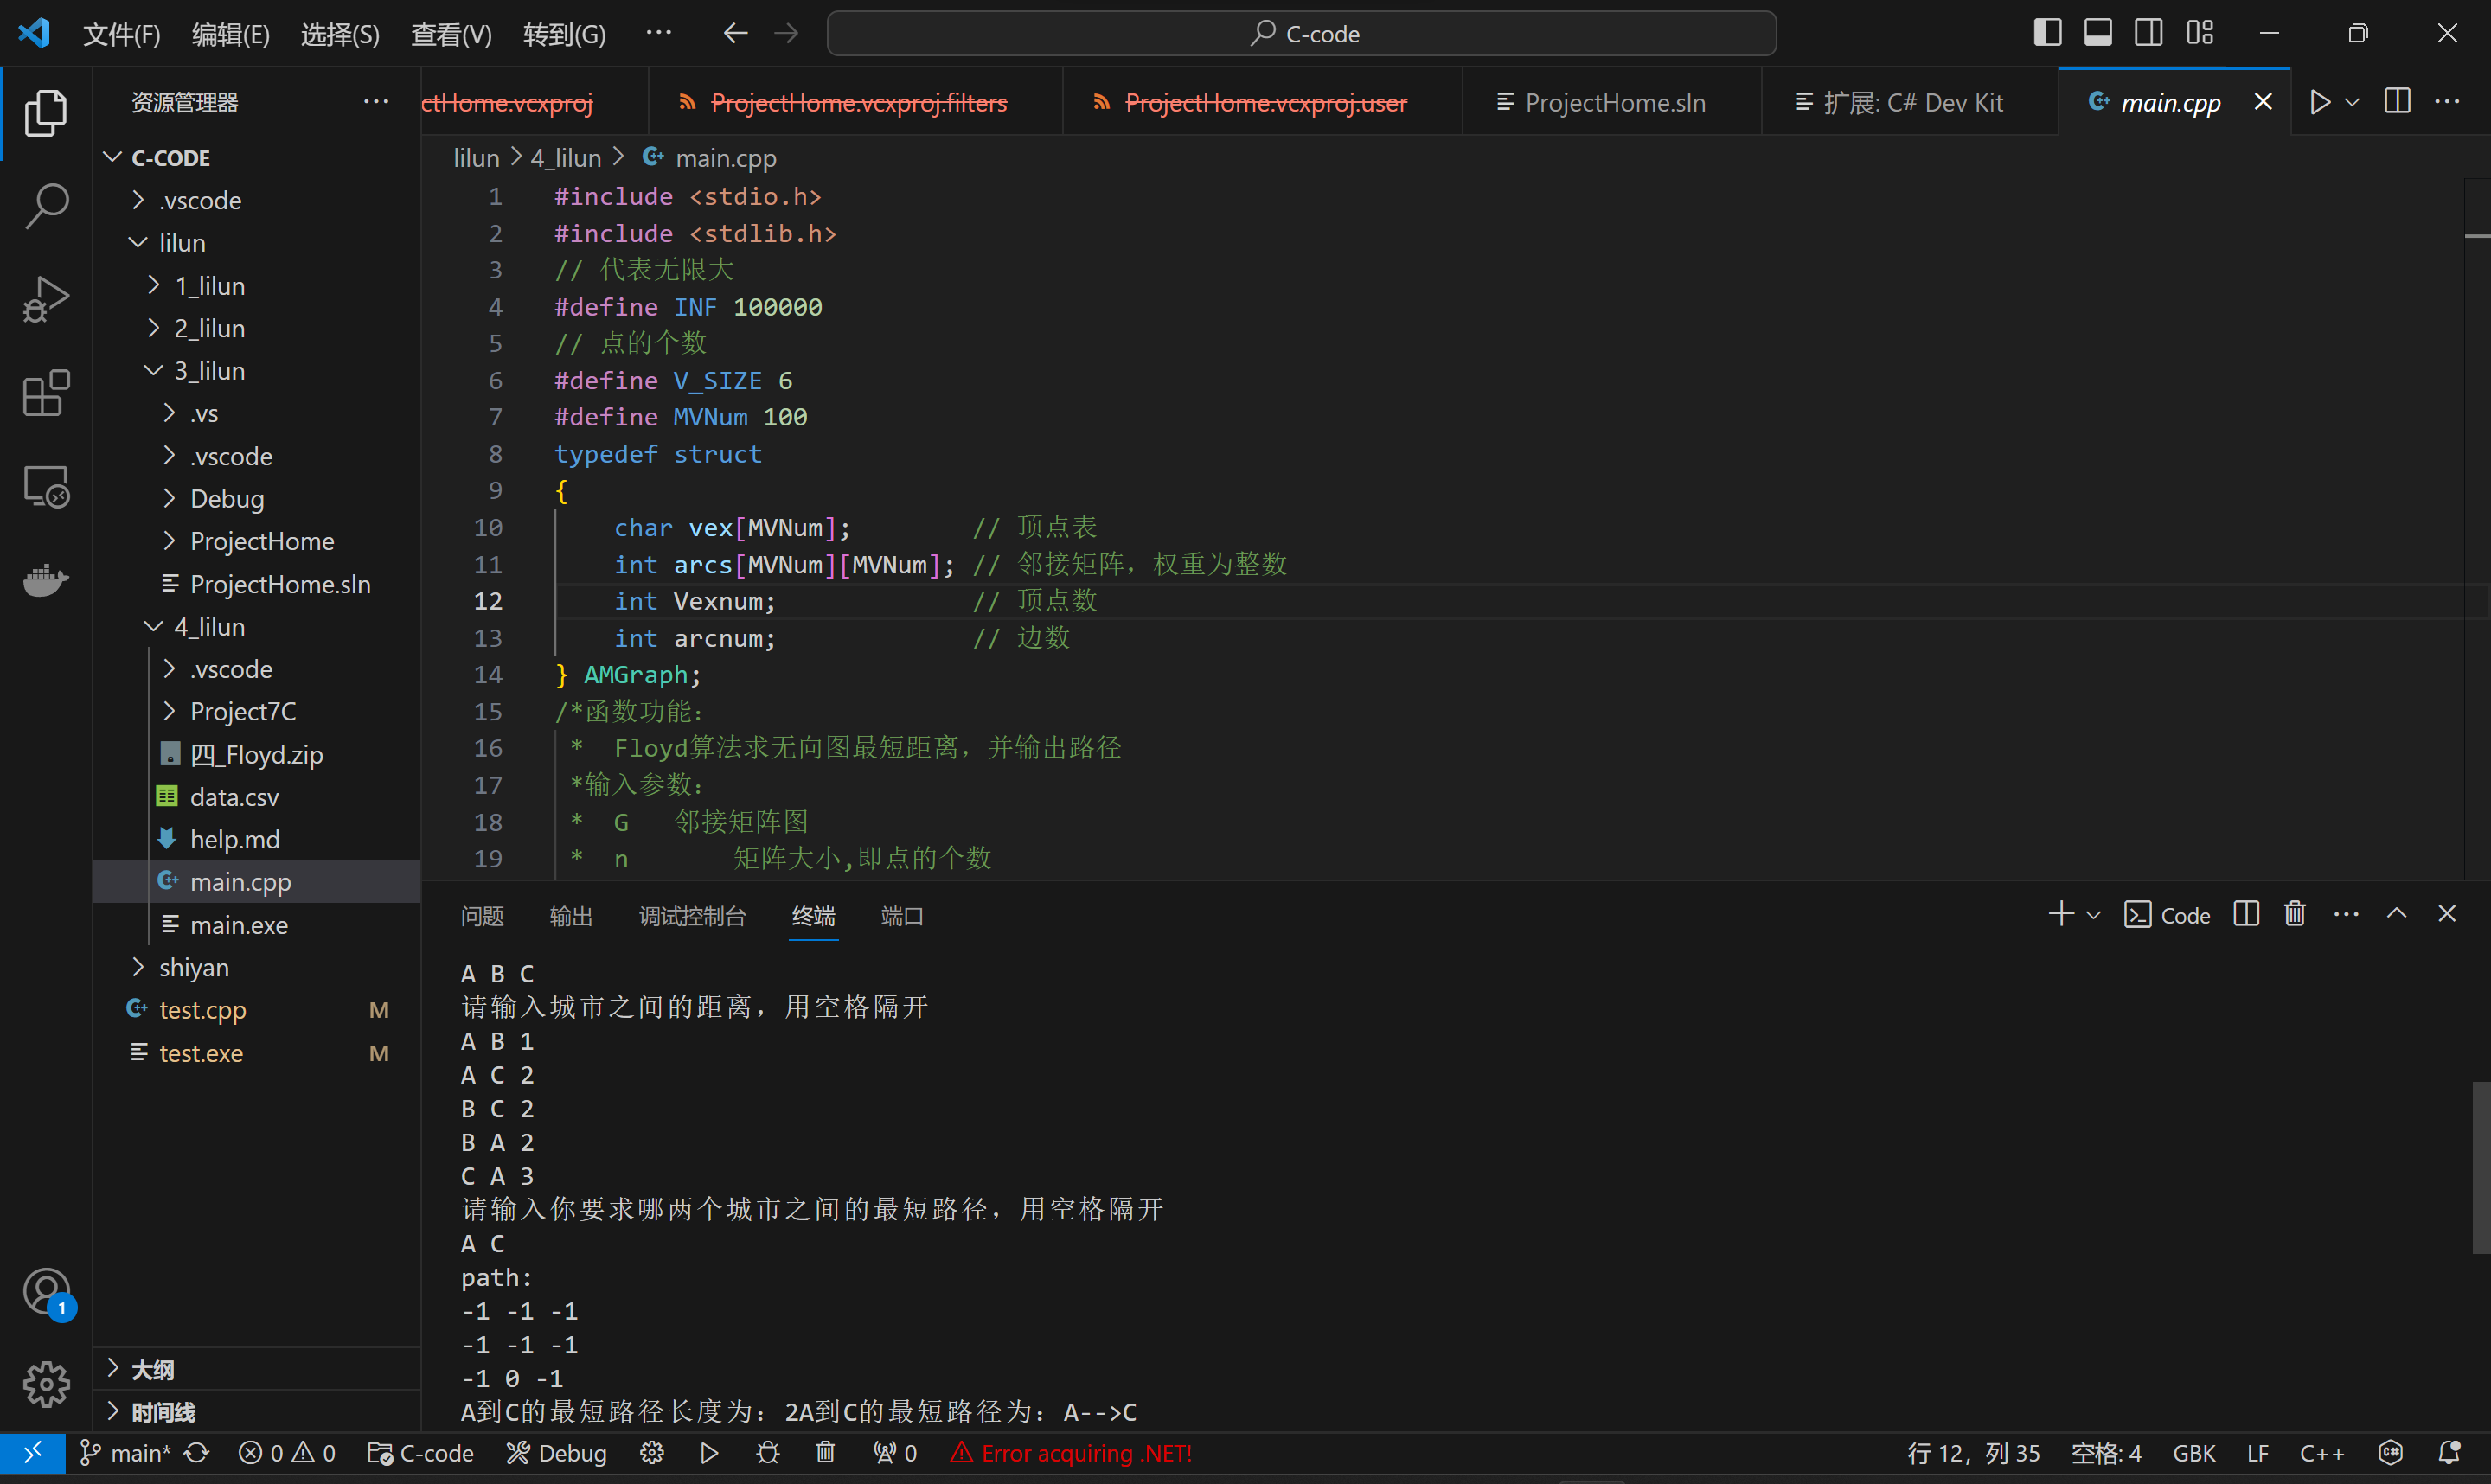 文件(F) 编辑(E) 选择(S) 查看(V) 转到(G) ··· C-code
资源管理器 ···
ctHome.vcxproj ProjectHome.vcxproj.filters ProjectHome.vcxproj.user ProjectHome.sln 扩展: C# Dev Kit main.cpp
C-CODE
.vscode
lilun
1_lilun
2_lilun
3_lilun
.vs
.vscode
Debug
ProjectHome
ProjectHome.sln
4_lilun
.vscode
Project7C
四_Floyd.zip
data.csv
help.md
main.cpp
main.exe
shiyan
test.cpp M
test.exe M
大纲
时间线
1
lilun > 4_lilun > main.cpp
1 #include <stdio.h>
2 #include <stdlib.h>
3 // 代表无限大
4 #define INF 100000
5 // 点的个数
6 #define V_SIZE 6
7 #define MVNum 100
8 typedef struct
9 {
10 char vex[MVNum]; // 顶点表
11 int arcs[MVNum][MVNum]; // 邻接矩阵，权重为整数
12 int Vexnum; // 顶点数
13 int arcnum; // 边数
14 } AMGraph;
15 /*函数功能：
16 * Floyd算法求无向图最短距离，并输出路径
17 *输入参数：
18 * G 邻接矩阵图
19 * n 矩阵大小,即点的个数
问题 输出 调试控制台 终端 端口 Code
A B C
请输入城市之间的距离，用空格隔开
A B 1
A C 2
B C 2
B A 2
C A 3
请输入你要求哪两个城市之间的最短路径，用空格隔开
A C
path:
-1 -1 -1
-1 -1 -1
-1 0 -1
A到C的最短路径长度为：2A到C的最短路径为：A-->C
main* 0 0 C-code Debug 0 Error acquiring .NET! 行 12，列 35 空格: 4 GBK LF C++